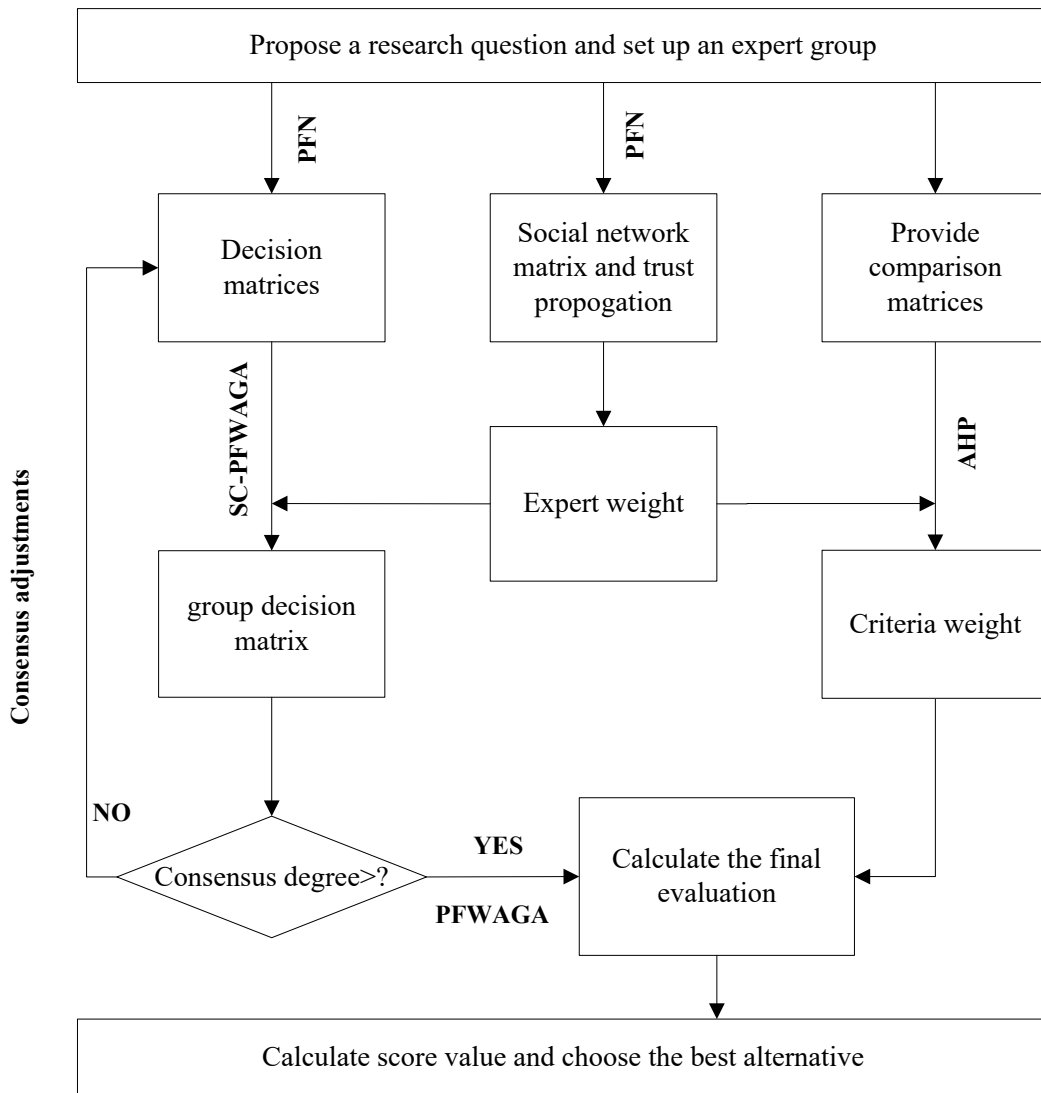 Propose a research question and set up an expert group
PFN
PFN
Decision
matrices
Social network
matrix and trust
propogation
Provide
comparison
matrices
SC-PFWAGA
AHP
Expert weight
Consensus adjustments
group decision
matrix
Criteria weight
NO
Consensus degree>?
YES
PFWAGA
Calculate the final
evaluation
Calculate score value and choose the best alternative